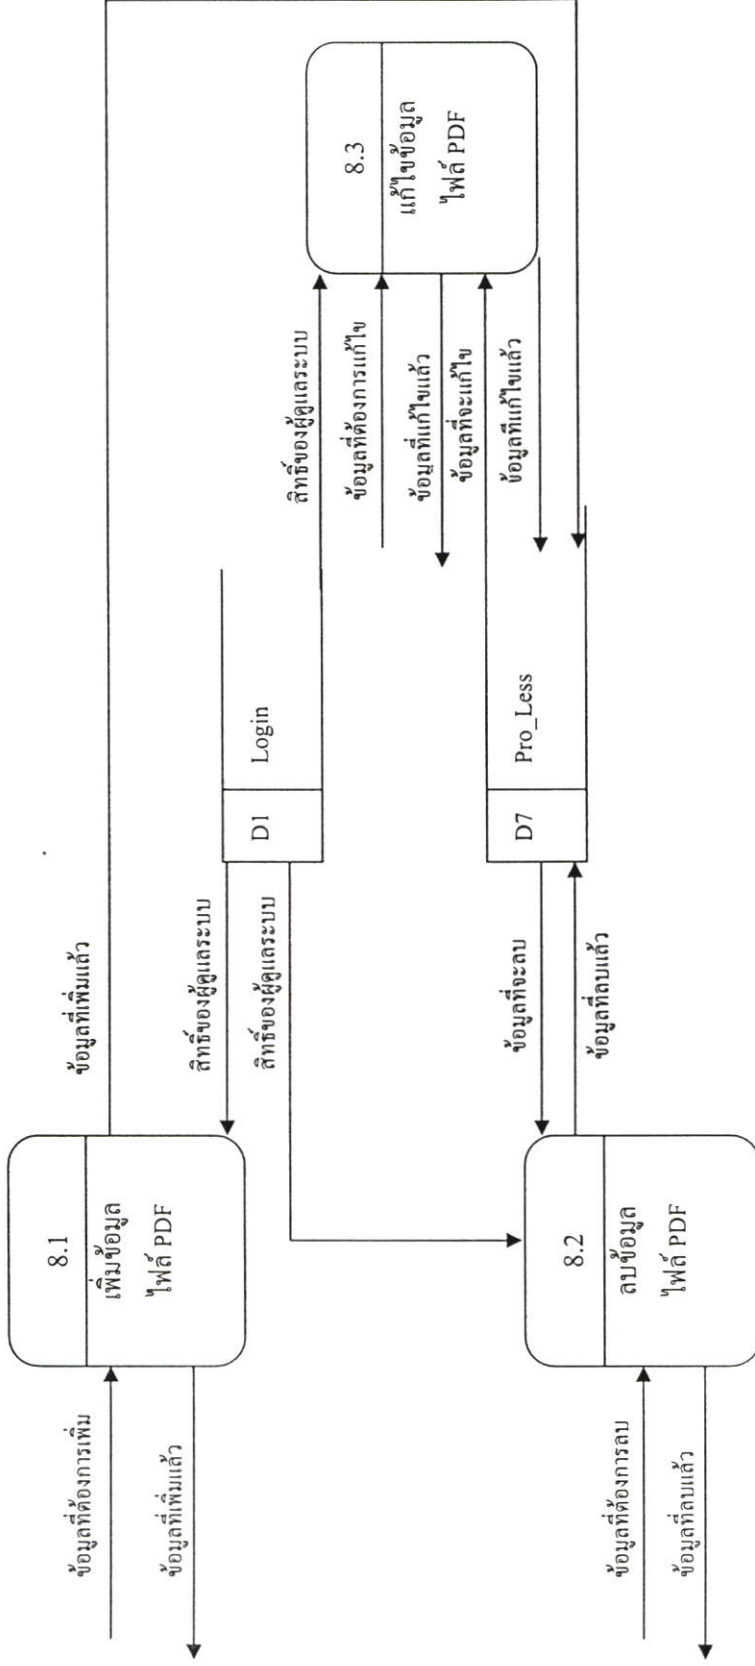 ข้อมูลที่ต้องการเพิ่ม
ข้อมูลที่เพิ่มแล้ว
8.1
เพิ่มข้อมูล
ไฟล์ PDF
ข้อมูลที่เพิ่มแล้ว
สิทธิ์ของผู้ดูแลระบบ
สิทธิ์ของผู้ดูแลระบบ
D1
Login
สิทธิ์ของผู้ดูแลระบบ
ข้อมูลที่ต้องการแก้ไข
ข้อมูลที่แก้ไขแล้ว
ข้อมูลที่จะแก้ไข
ข้อมูลที่แก้ไขแล้ว
8.3
แก้ไขข้อมูล
ไฟล์ PDF
ข้อมูลที่ต้องการลบ
ข้อมูลที่ลบแล้ว
8.2
ลบข้อมูล
ไฟล์ PDF
ข้อมูลที่จะลบ
ข้อมูลที่ลบแล้ว
D7
Pro_Less